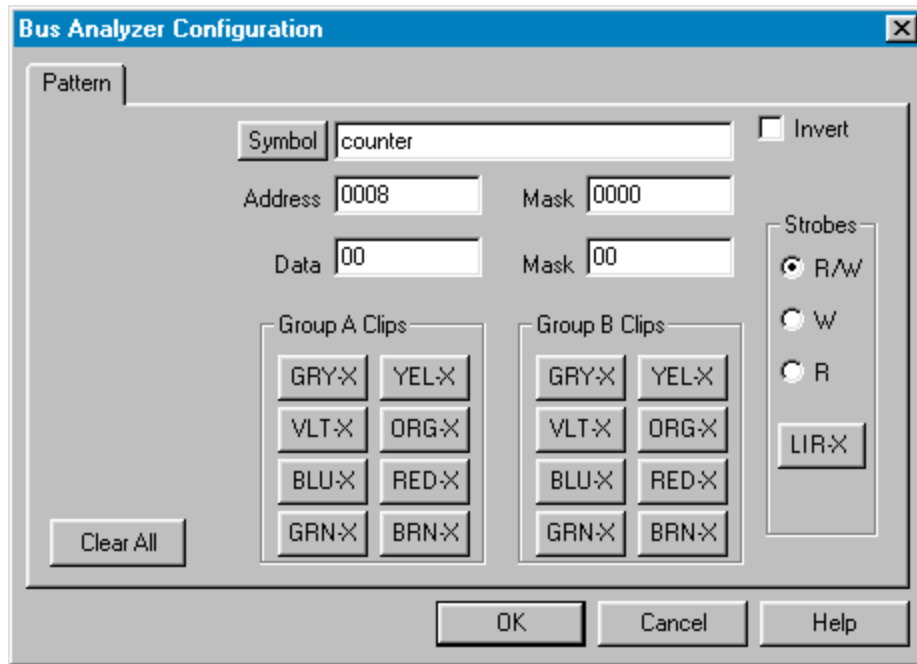 Bus Analyzer Configuration
Pattern
Symbol counter Invert
Address 0008 Mask 0000
Data 00 Mask 00
Strobes
R/W
W
R
LIR-X
Group A Clips
GRY-X YEL-X
VLT-X ORG-X
BLU-X RED-X
GRN-X BRN-X
Group B Clips
GRY-X YEL-X
VLT-X ORG-X
BLU-X RED-X
GRN-X BRN-X
Clear All
OK Cancel Help